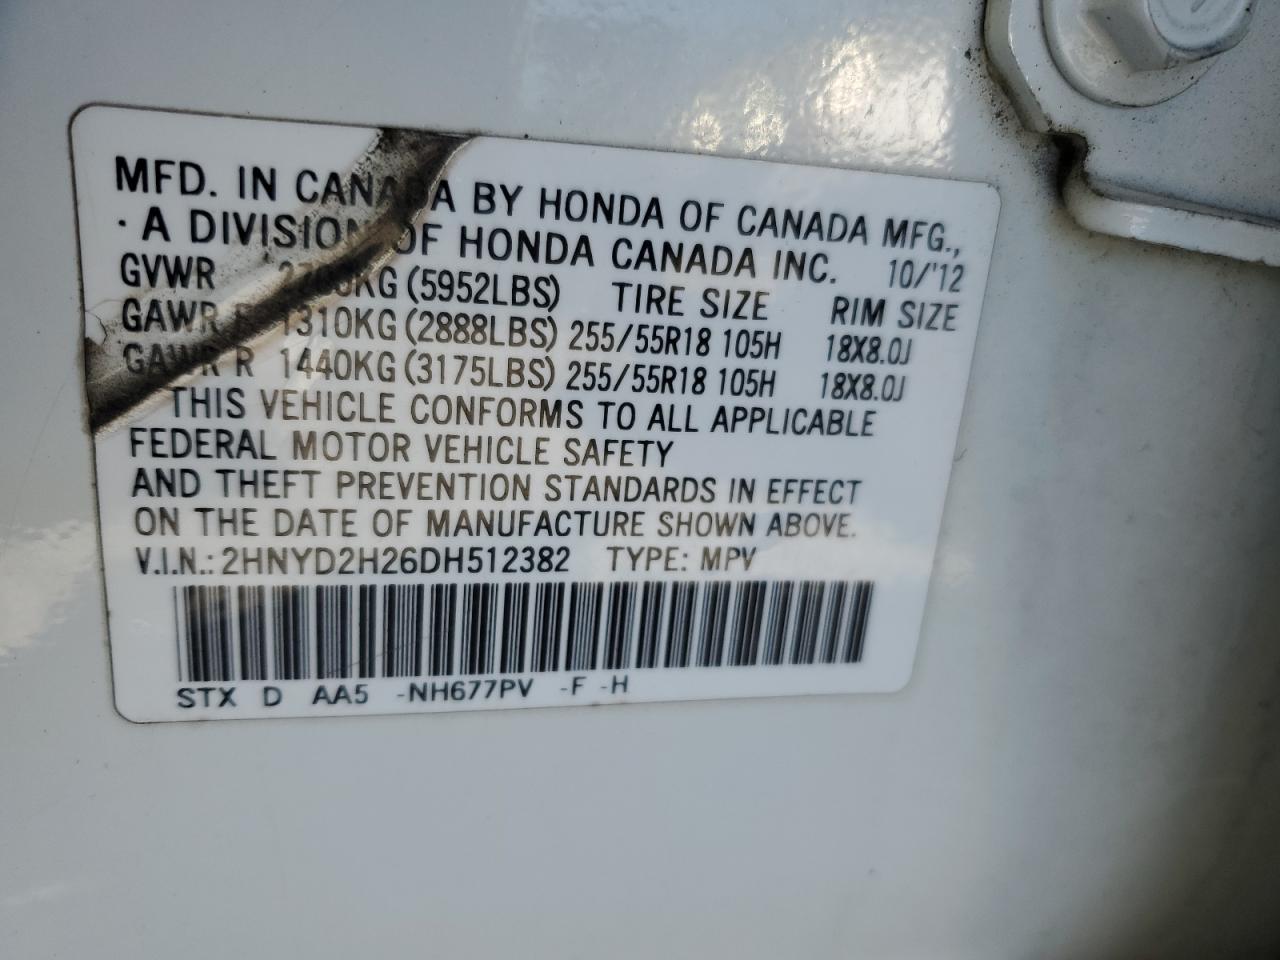 MFD. IN CANADA BY HONDA OF CANADA MFG.,
· A DIVISION OF HONDA CANADA INC. 10/'12
GVWR (5952LBS) TIRE SIZE RIM SIZE
GAWR F 1310KG (2888LBS) 255/55R18 105H 18X8.0J
GAWR R 1440KG (3175LBS) 255/55R18 105H 18X8.0J
THIS VEHICLE CONFORMS TO ALL APPLICABLE
FEDERAL MOTOR VEHICLE SAFETY
AND THEFT PREVENTION STANDARDS IN EFFECT
ON THE DATE OF MANUFACTURE SHOWN ABOVE.
V.I.N.: 2HNYD2H26DH512382 TYPE: MPV
STX D AA5 -NH677PV -F -H